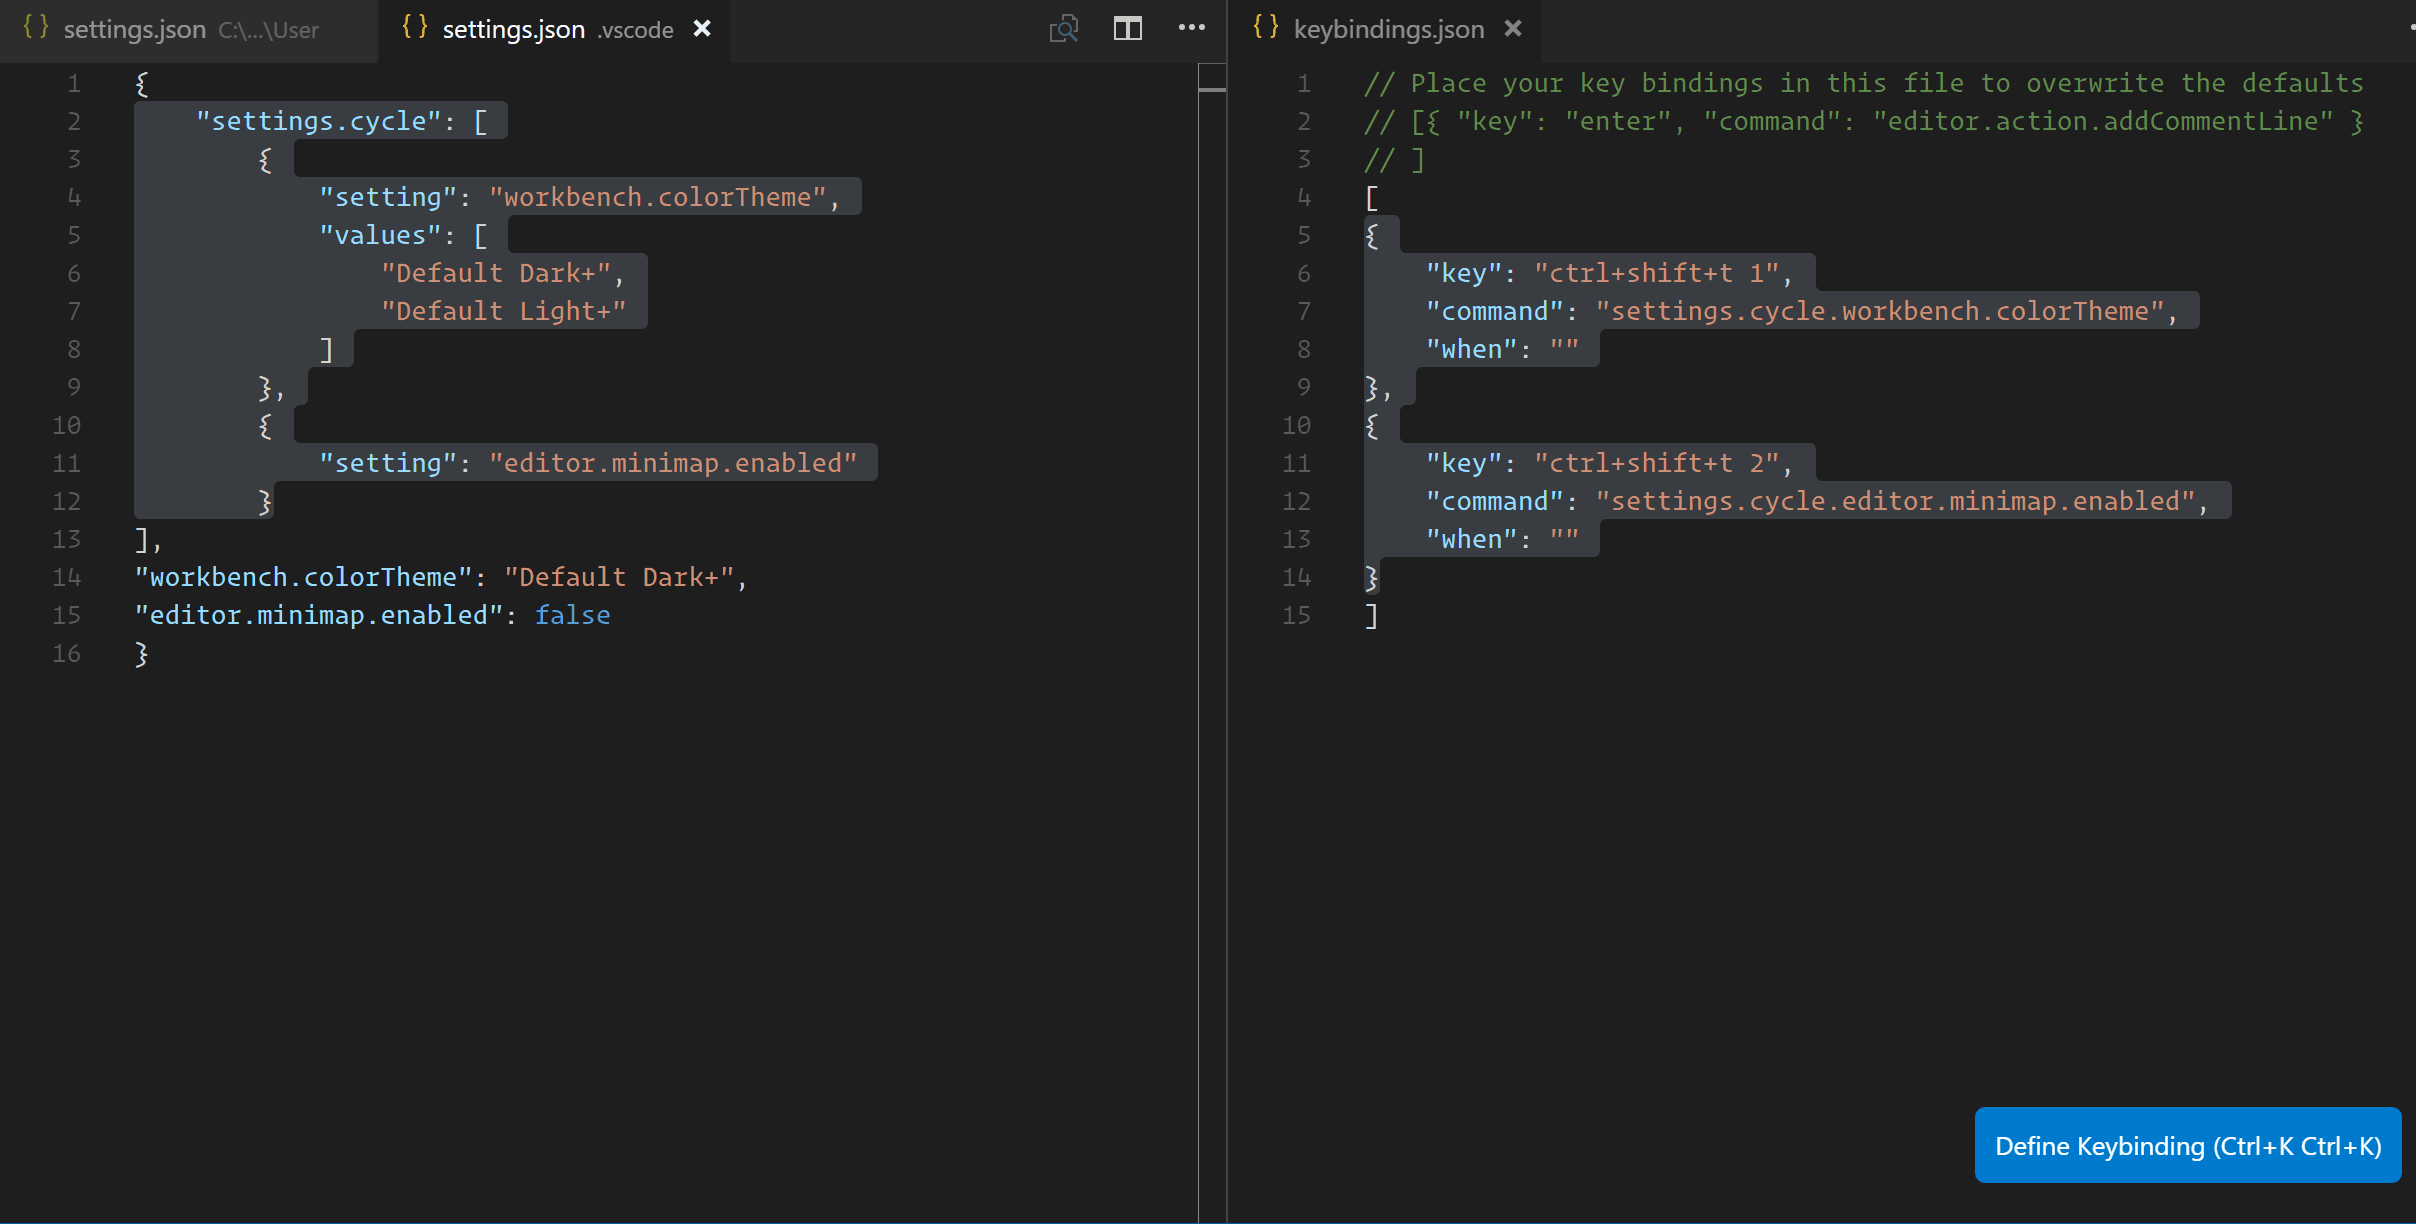 {} settings.json C:\...\User {} settings.json .vscode
1 {
2 "settings.cycle": [
3 {
4 "setting": "workbench.colorTheme",
5 "values": [
6 "Default Dark+",
7 "Default Light+"
8 ]
9 },
10 {
11 "setting": "editor.minimap.enabled"
12 }
13 ],
14 "workbench.colorTheme": "Default Dark+",
15 "editor.minimap.enabled": false
16 }
{} keybindings.json
1 // Place your key bindings in this file to overwrite the defaults
2 // [{ "key": "enter", "command": "editor.action.addCommentLine" }
3 // ]
4 [
5 {
6 "key": "ctrl+shift+t 1",
7 "command": "settings.cycle.workbench.colorTheme",
8 "when": ""
9 },
10 {
11 "key": "ctrl+shift+t 2",
12 "command": "settings.cycle.editor.minimap.enabled",
13 "when": ""
14 }
15 ]
Define Keybinding (Ctrl+K Ctrl+K)